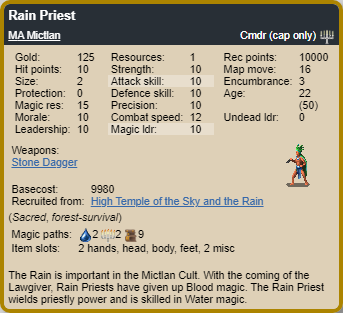 Rain Priest
MA Mictlan Cmdr (cap only)
Gold: 125 Resources: 1 Rec points: 10000
Hit points: 10 Strength: 10 Map move: 16
Size: 2 Attack skill: 10 Encumbrance: 3
Protection: 0 Defence skill: 10 Age: 22
Magic res: 15 Precision: 10 (50)
Morale: 10 Combat speed: 12 Undead ldr: 0
Leadership: 10 Magic ldr: 10
Weapons:
Stone Dagger
Basecost: 9980
Recruited from: High Temple of the Sky and the Rain
(Sacred, forest-survival)
Magic paths: 2 2 9
Item slots: 2 hands, head, body, feet, 2 misc
The Rain is important in the Mictlan Cult. With the coming of the
Lawgiver, Rain Priests have given up Blood magic. The Rain Priest
wields priestly power and is skilled in Water magic.